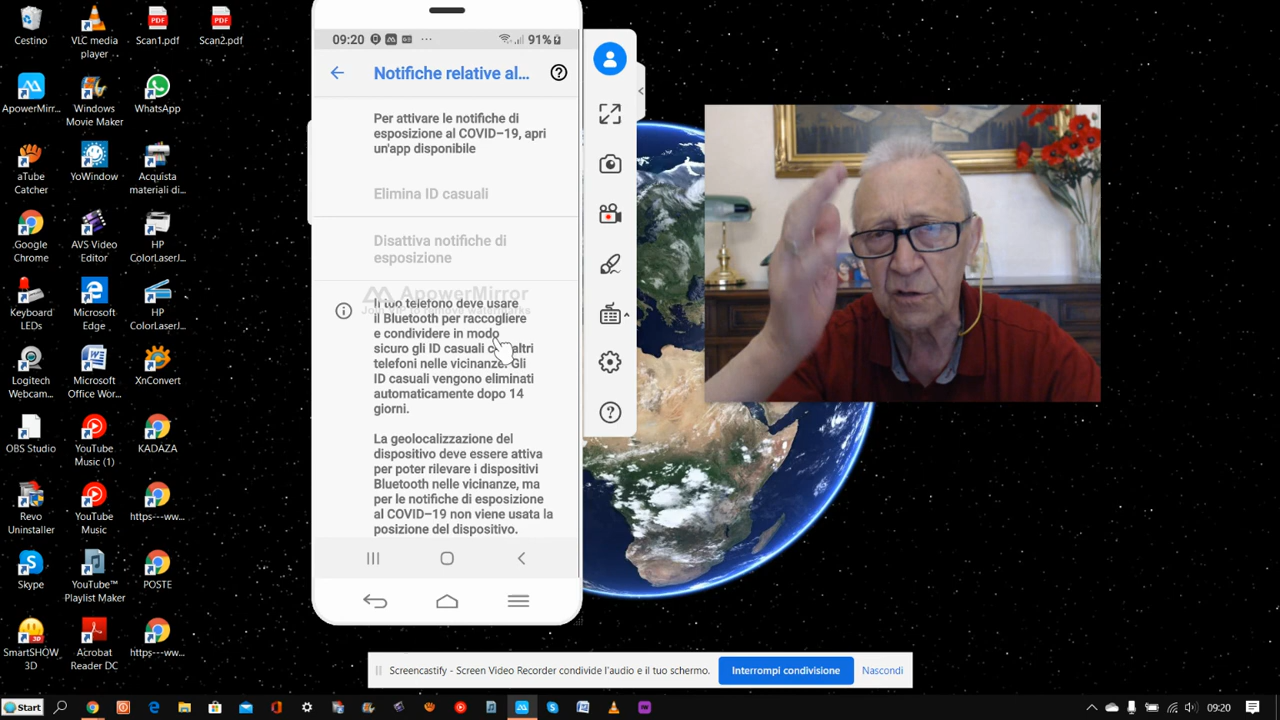 Cestino
VLC media
player
Scan1.pdf
Scan2.pdf
ApowerMirr...
Windows
Movie Maker
WhatsApp
aTube
Catcher
YoWindow
Acquista
materiali di...
Google
Chrome
AVS Video
Editor
HP
ColorLaserJ...
Keyboard
LEDs
Microsoft
Edge
HP
ColorLaserJ...
Logitech
Webcam...
Microsoft
Office Wor...
XnConvert
OBS Studio
YouTube
Music (1)
KADAZA
Revo
Uninstaller
YouTube
Music
https---ww...
Skype
YouTube™
Playlist Maker
POSTE
SmartSHOW
3D
Acrobat
Reader DC
https---ww...
PDF
PDF
09:20
91%
Notifiche relative al...
Per attivare le notifiche di
esposizione al COVID-19, apri
un'app disponibile
Elimina ID casuali
Disattiva notifiche di
esposizione
ApowerMirror
Il tuo telefono deve usare
il Bluetooth per raccogliere
e condividere in modo
sicuro gli ID casuali altri
telefoni nelle vicinanze. Gli
ID casuali vengono eliminati
automaticamente dopo 14
giorni.
La geolocalizzazione del
dispositivo deve essere attiva
per poter rilevare i dispositivi
Bluetooth nelle vicinanze, ma
per le notifiche di esposizione
al COVID-19 non viene usata la
posizione del dispositivo.
Screencastify - Screen Video Recorder condivide l'audio e il tuo schermo.
Interrompi condivisione
Nascondi
Start
09:20